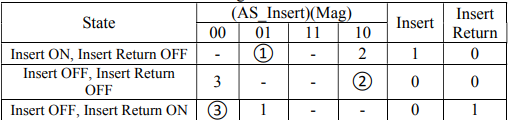 State (AS_Insert)(Mag) Insert Insert Return
00 01 11 10
Insert ON, Insert Return OFF - ① - 2 1 0
Insert OFF, Insert Return OFF 3 - - ② 0 0
Insert OFF, Insert Return ON ③ 1 - - 0 1